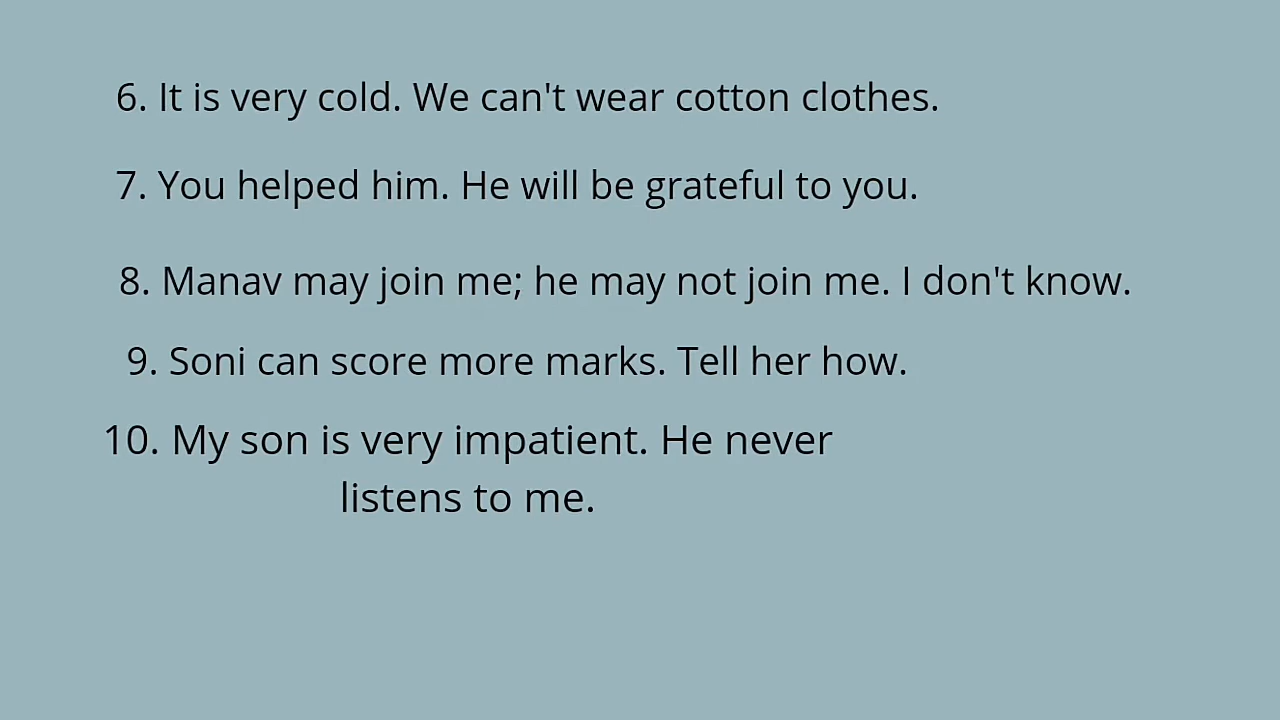 6. It is very cold. We can't wear cotton clothes.
7. You helped him. He will be grateful to you.
8. Manav may join me; he may not join me. I don't know.
9. Soni can score more marks. Tell her how.
10. My son is very impatient. He never
listens to me.